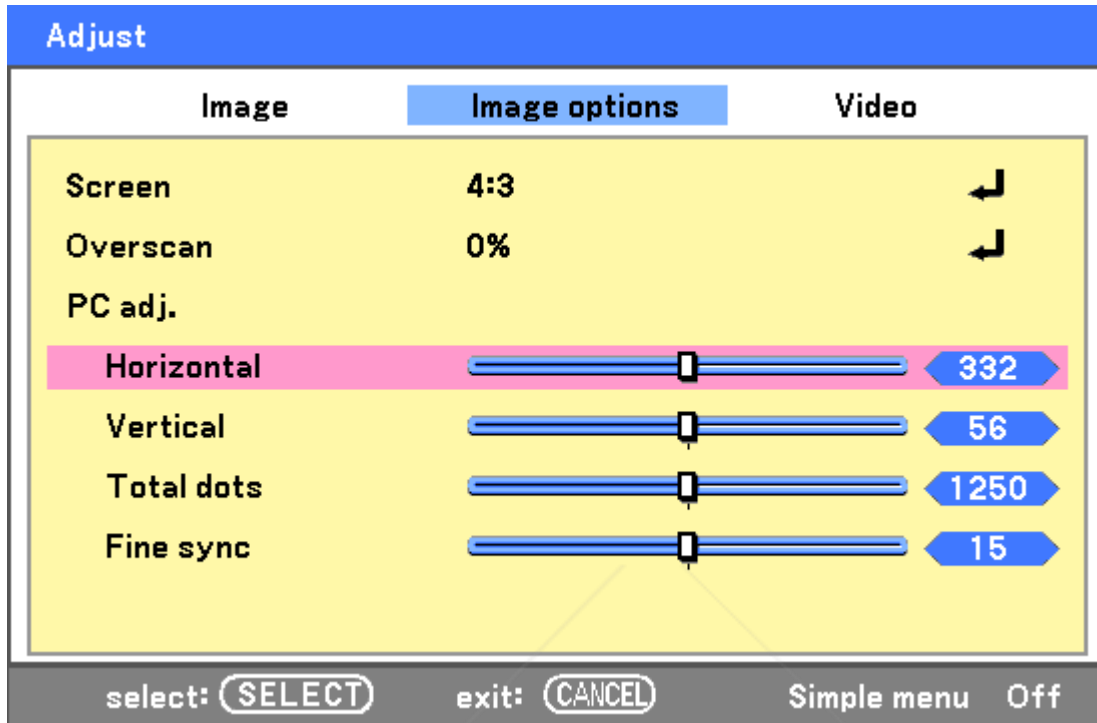 Adjust
Image Image options Video
Screen 4:3
Overscan 0%
PC adj.
Horizontal 332
Vertical 56
Total dots 1250
Fine sync 15
select: SELECT exit: CANCEL Simple menu Off